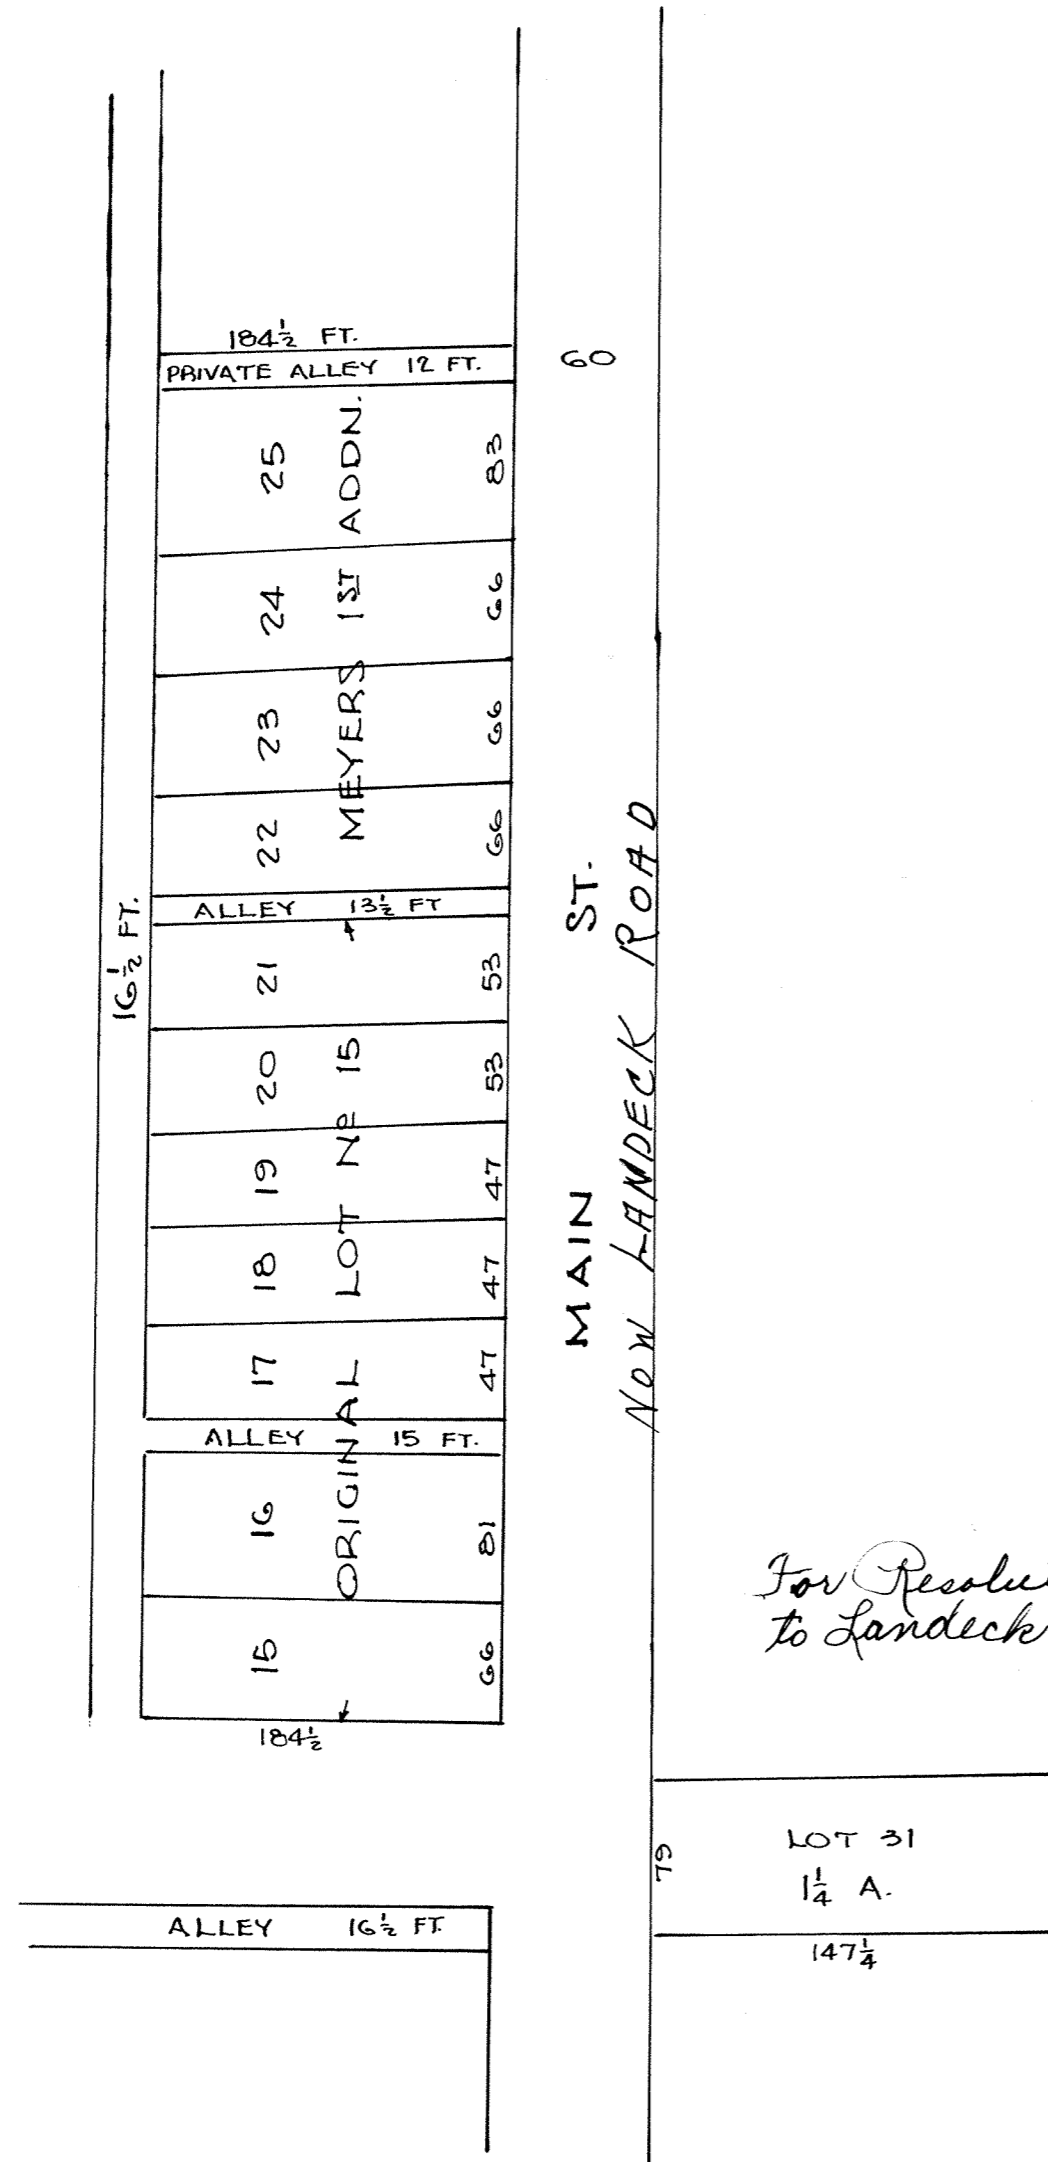 184½ FT.
PRIVATE ALLEY 12 FT.
60
25
83
24
66
23
66
22
66
MEYERS 1ST ADDN.
ALLEY 13½ FT
16½ FT.
21
53
20
53
19
47
18
47
17
47
ORIGINAL LOT Nº 15
MAIN ST.
NOW LANDECK ROAD
ALLEY 15 FT.
16
81
15
66
184½
For
to Landeck
79
LOT 31
1¼ A.
147¼
ALLEY 16½ FT.